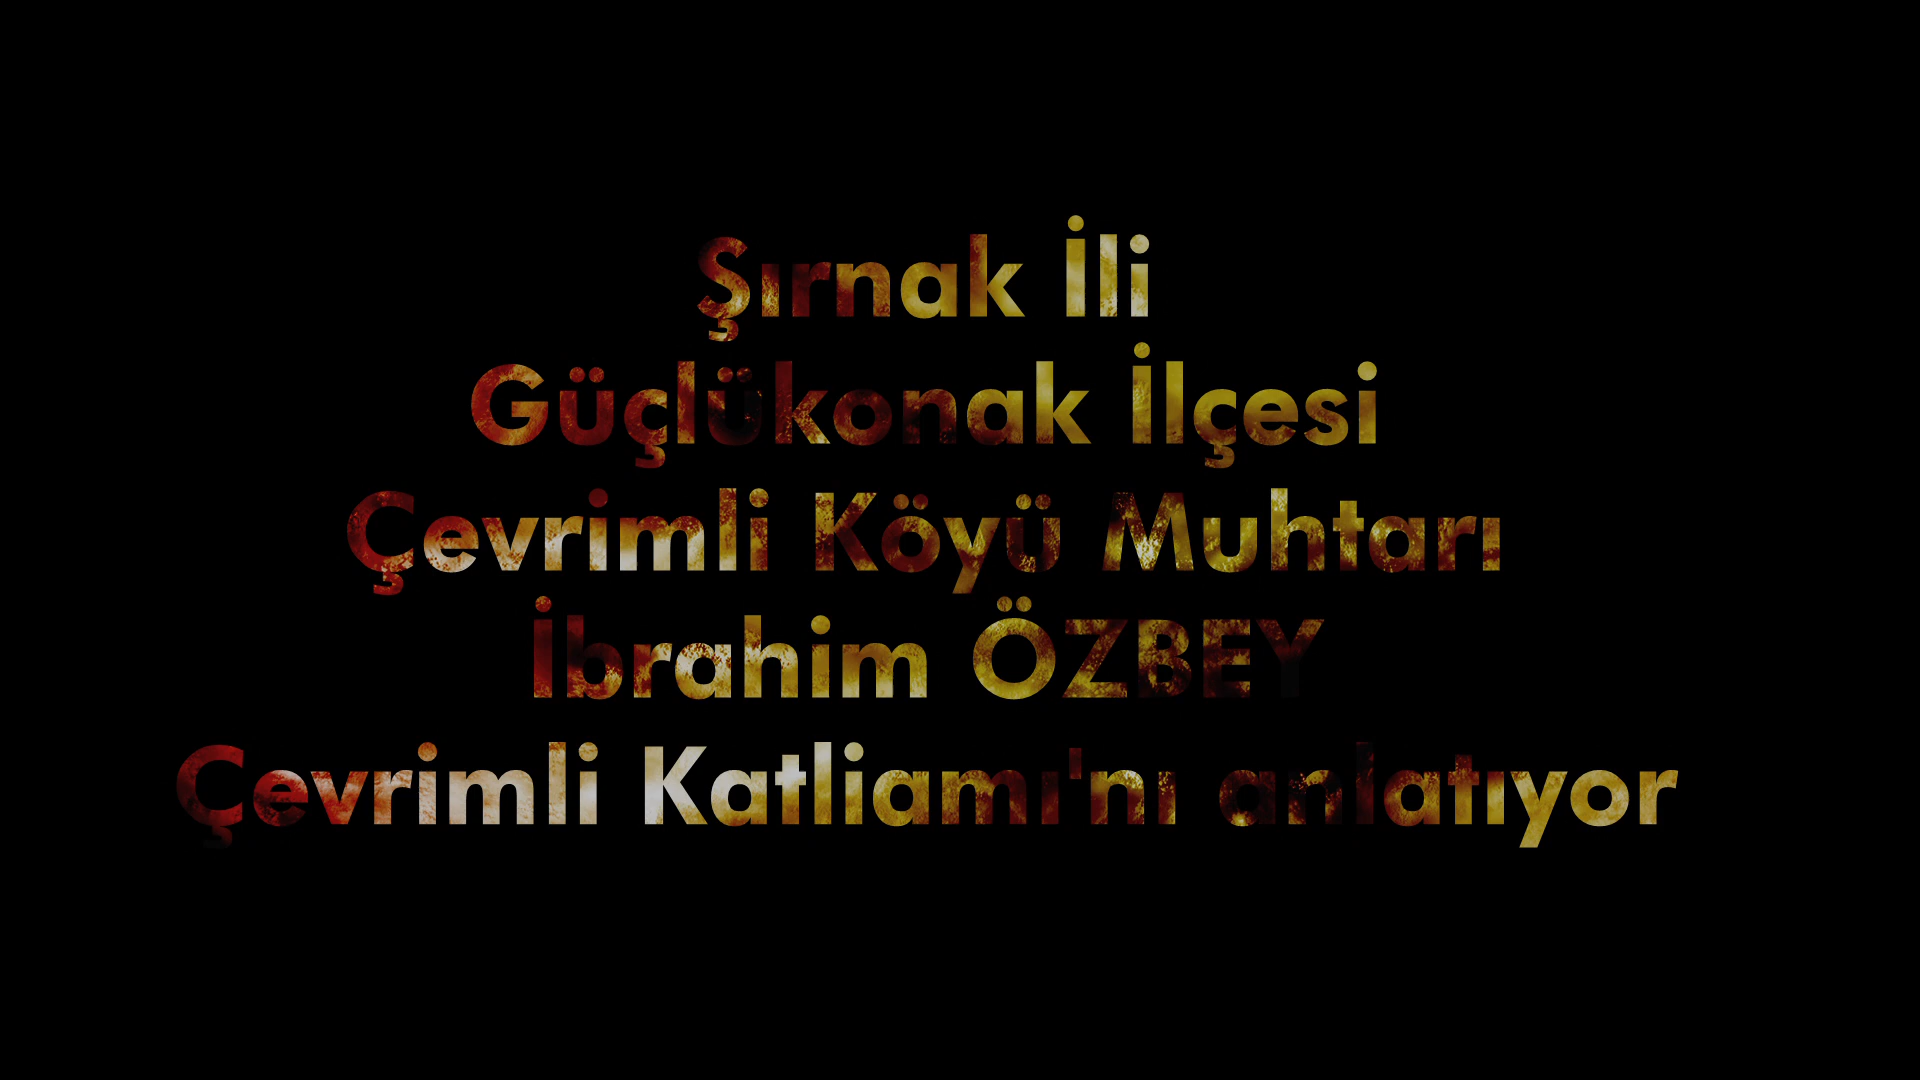 Şırnak İli
Güçlükonak İlçesi
Çevrimli Köyü Muhtarı
İbrahim ÖZBEY
Çevrimli Katliamı'nı anlatıyor